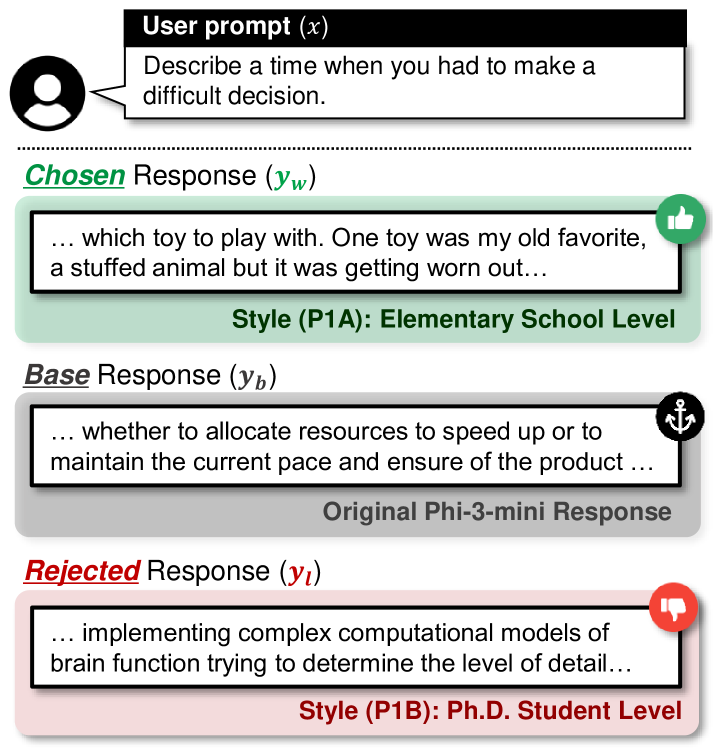 User prompt (x)
Describe a time when you had to make a
difficult decision.
Chosen Response (y_w)
… which toy to play with. One toy was my old favorite,
a stuffed animal but it was getting worn out…
Style (P1A): Elementary School Level
Base Response (y_b)
… whether to allocate resources to speed up or to
maintain the current pace and ensure of the product …
Original Phi-3-mini Response
Rejected Response (y_l)
… implementing complex computational models of
brain function trying to determine the level of detail…
Style (P1B): Ph.D. Student Level